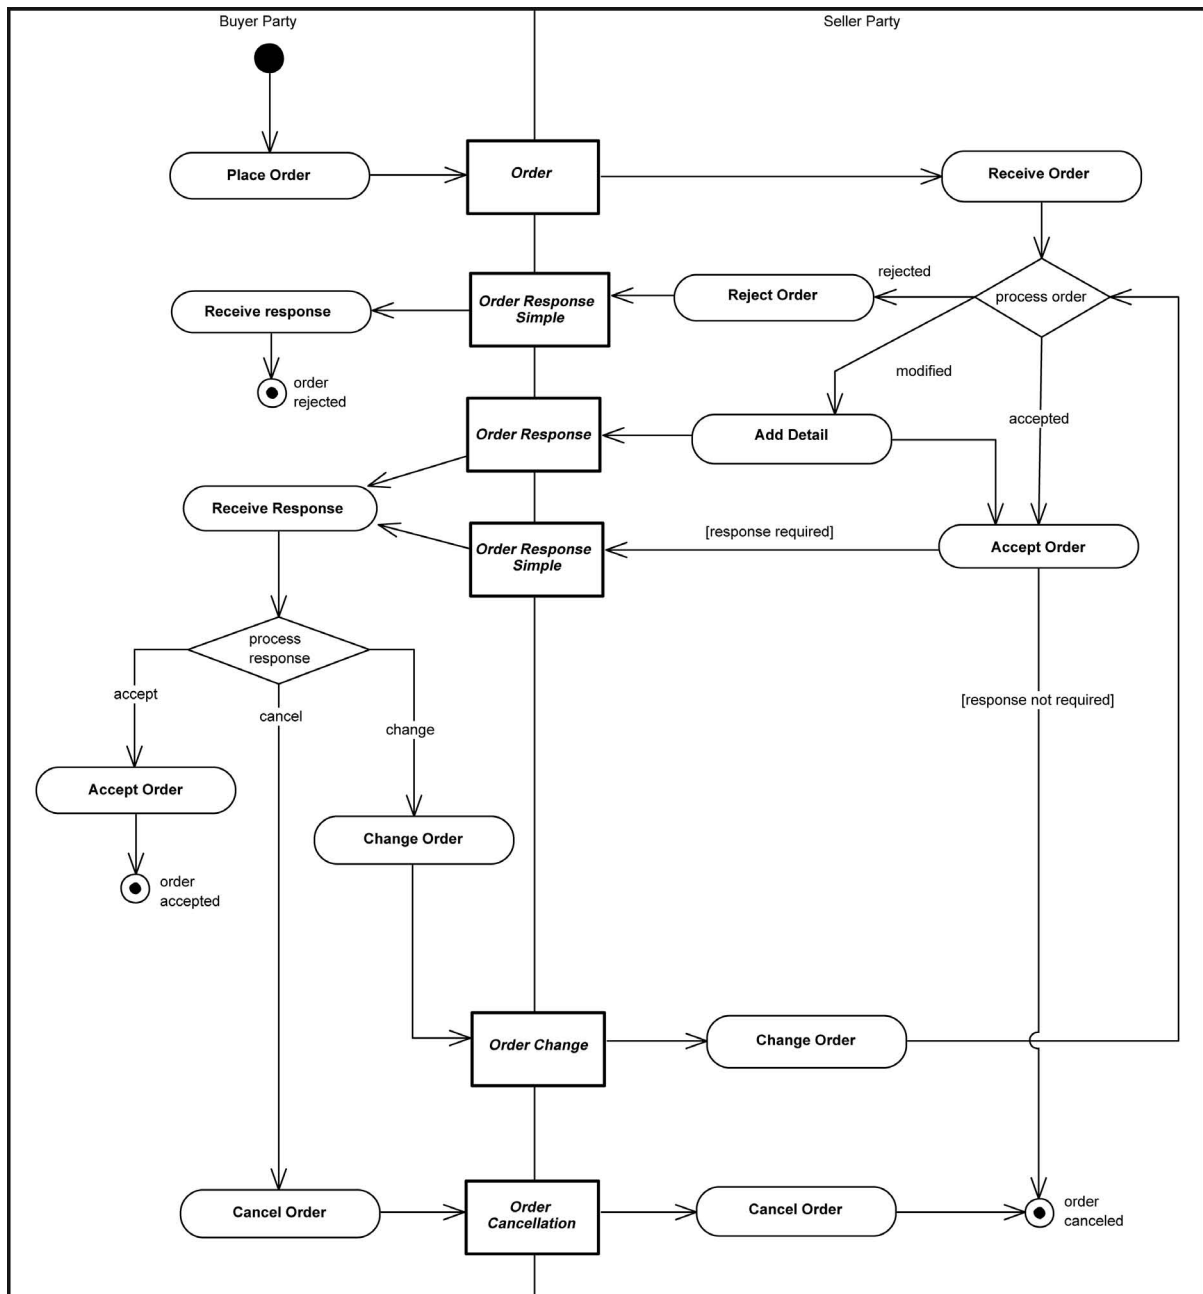 Buyer Party
Seller Party
Place Order
Order
Receive Order
rejected
Receive response
Order Response
Simple
Reject Order
process order
order
rejected
modified
Order Response
Add Detail
accepted
Receive Response
[response required]
Order Response
Simple
Accept Order
process
response
accept
cancel
change
[response not required]
Accept Order
Change Order
order
accepted
Order Change
Change Order
Cancel Order
Order
Cancellation
Cancel Order
order
canceled